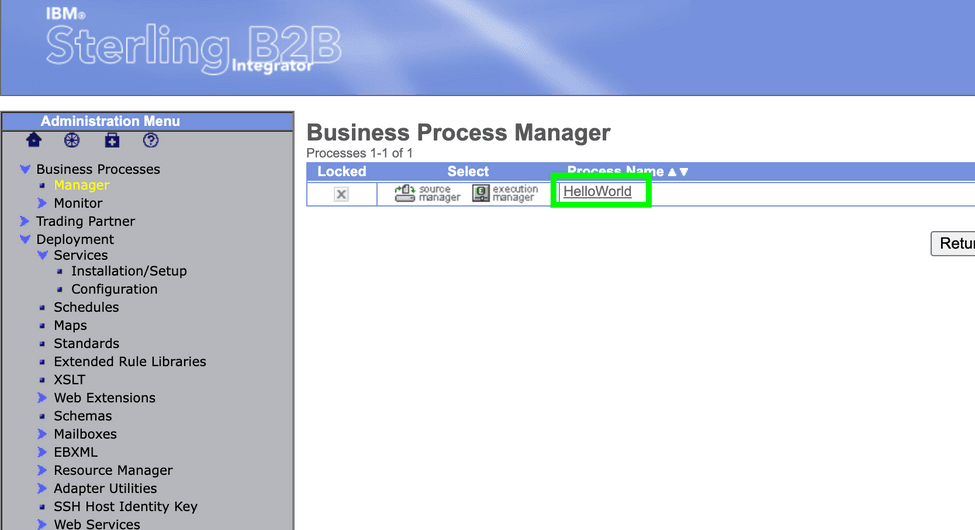 IBM®
Sterling B2B
Integrator
Administration Menu
Business Processes
Manager
Monitor
Trading Partner
Deployment
Services
Installation/Setup
Configuration
Schedules
Maps
Standards
Extended Rule Libraries
XSLT
Web Extensions
Schemas
Mailboxes
EBXML
Resource Manager
Adapter Utilities
SSH Host Identity Key
Web Services
Business Process Manager
Processes 1-1 of 1
Locked Select Process Name ▲▼
source manager execution manager HelloWorld